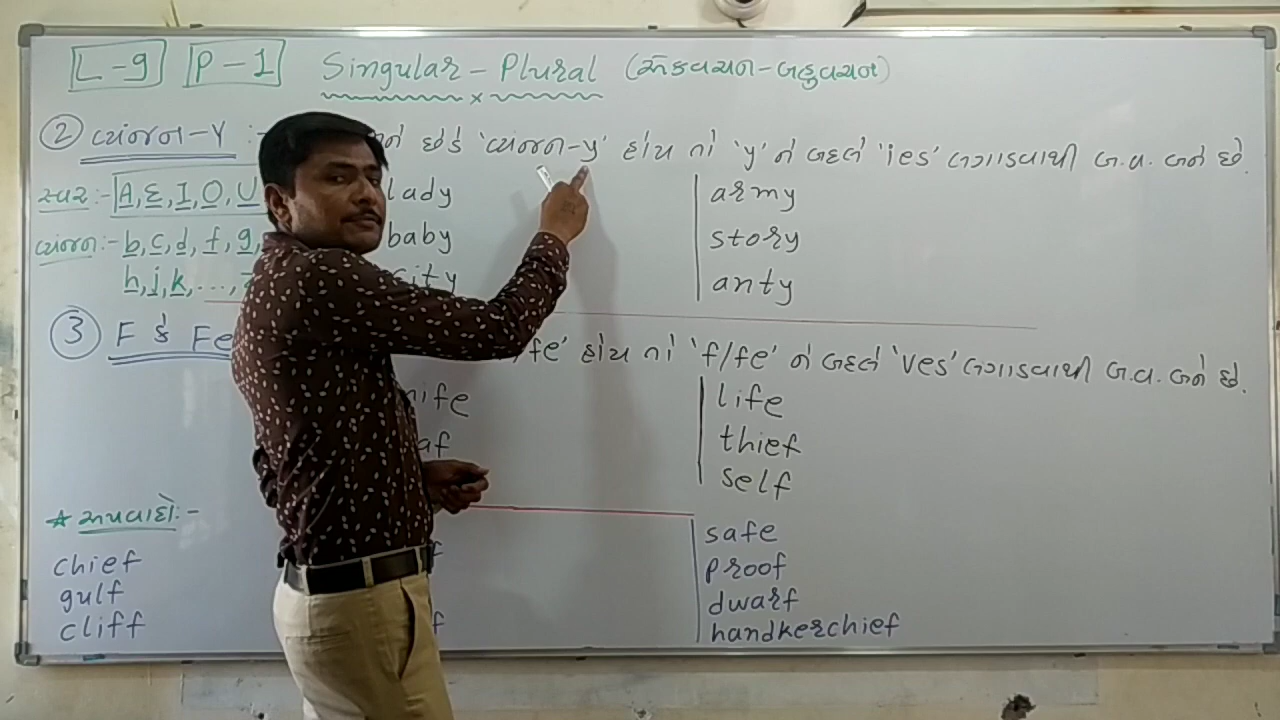 L-9 P-1 Singular-Plural (એકવચન-બહુવચન)
② વ્યંજન-Y :- છેડે 'વ્યંજન-y' હોય તો 'y' ને બદલે 'ies' લગાડવાથી બ.વ. બને છે.
સ્વર:- A, E, I, O, U lady army
વ્યંજન:- b, c, d, f, g, baby story
h, j, k, ..., z city anty
③ F કે Fe fe' હોય તો 'f/fe' ને બદલે 'ves' લગાડવાથી બ.વ. બને છે.
life
thief
self
★ અપવાદો:-
safe
chief proof
gulf dwarf
cliff handkerchief